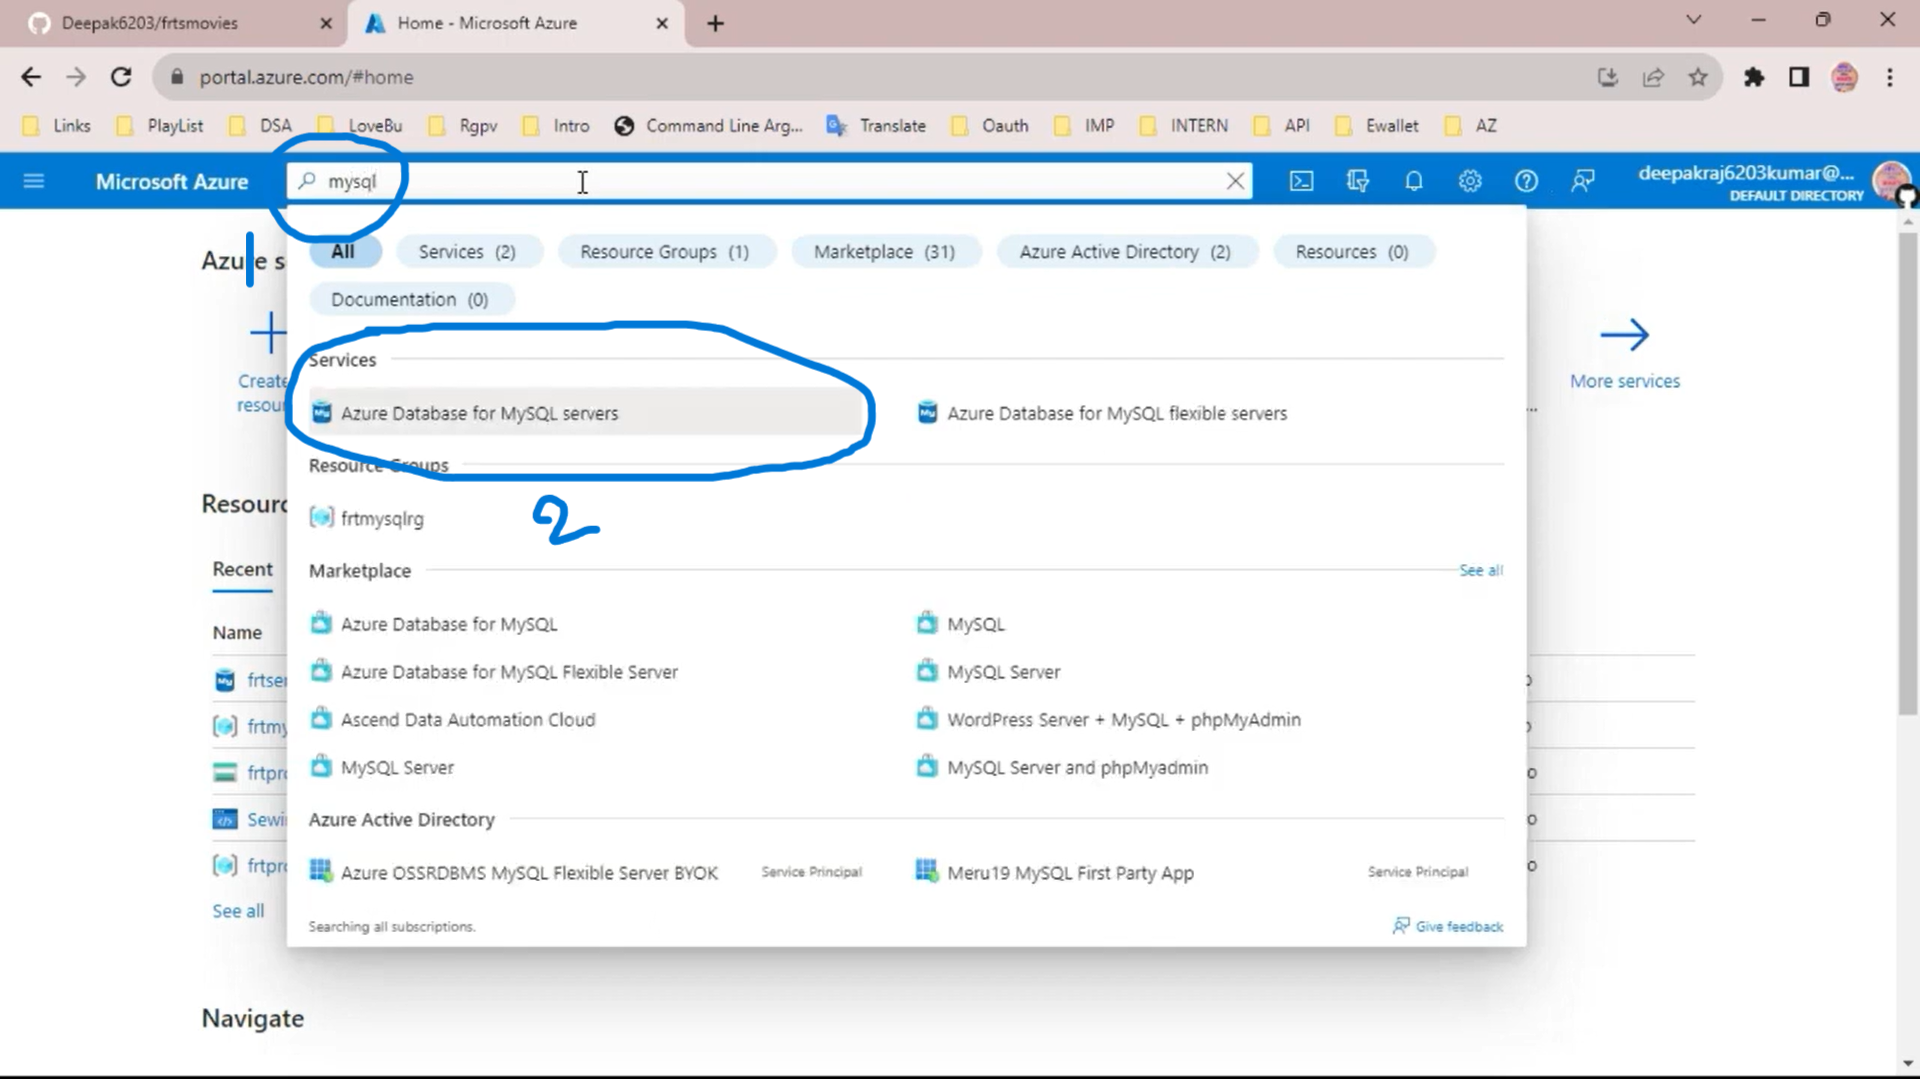 Deepak6203/frtsmovies
Home - Microsoft Azure
portal.azure.com/#home
Links PlayList DSA LoveBu Rgpv Intro Command Line Arg... Translate Oauth IMP INTERN API Ewallet AZ
Microsoft Azure
mysql
deepakraj6203kumar@...
DEFAULT DIRECTORY
1
Azure s
All Services (2) Resource Groups (1) Marketplace (31) Azure Active Directory (2) Resources (0)
Documentation (0)
Services
Create
resour
Azure Database for MySQL servers
Azure Database for MySQL flexible servers
...
More services
Resource Groups
frtmysqlrg
2
Resourc
Recent
Name
Marketplace
See all
Azure Database for MySQL
MySQL
Azure Database for MySQL Flexible Server
MySQL Server
Ascend Data Automation Cloud
WordPress Server + MySQL + phpMyAdmin
MySQL Server
MySQL Server and phpMyadmin
frtser
frtmy
frtpro
Sewi
frtpro
See all
Azure Active Directory
Azure OSSRDBMS MySQL Flexible Server BYOK Service Principal
Meru19 MySQL First Party App Service Principal
Searching all subscriptions.
Give feedback
Navigate